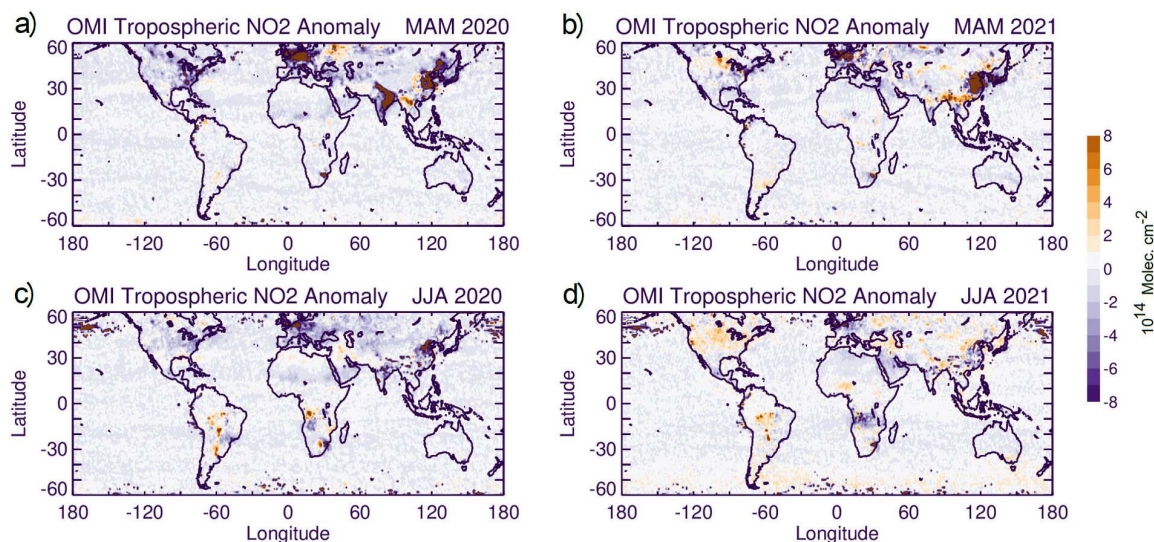 a) OMI Tropospheric NO2 Anomaly MAM 2020
60
30
0
-30
-60
Latitude
180 -120 -60 0 60 120 180
Longitude
b) OMI Tropospheric NO2 Anomaly MAM 2021
60
30
0
-30
-60
Latitude
180 -120 -60 0 60 120 180
Longitude
c) OMI Tropospheric NO2 Anomaly JJA 2020
60
30
0
-30
-60
Latitude
180 -120 -60 0 60 120 180
Longitude
d) OMI Tropospheric NO2 Anomaly JJA 2021
60
30
0
-30
-60
Latitude
180 -120 -60 0 60 120 180
Longitude
8
6
4
2
0
-2
-4
-6
-8
10^14 Molec. cm-2